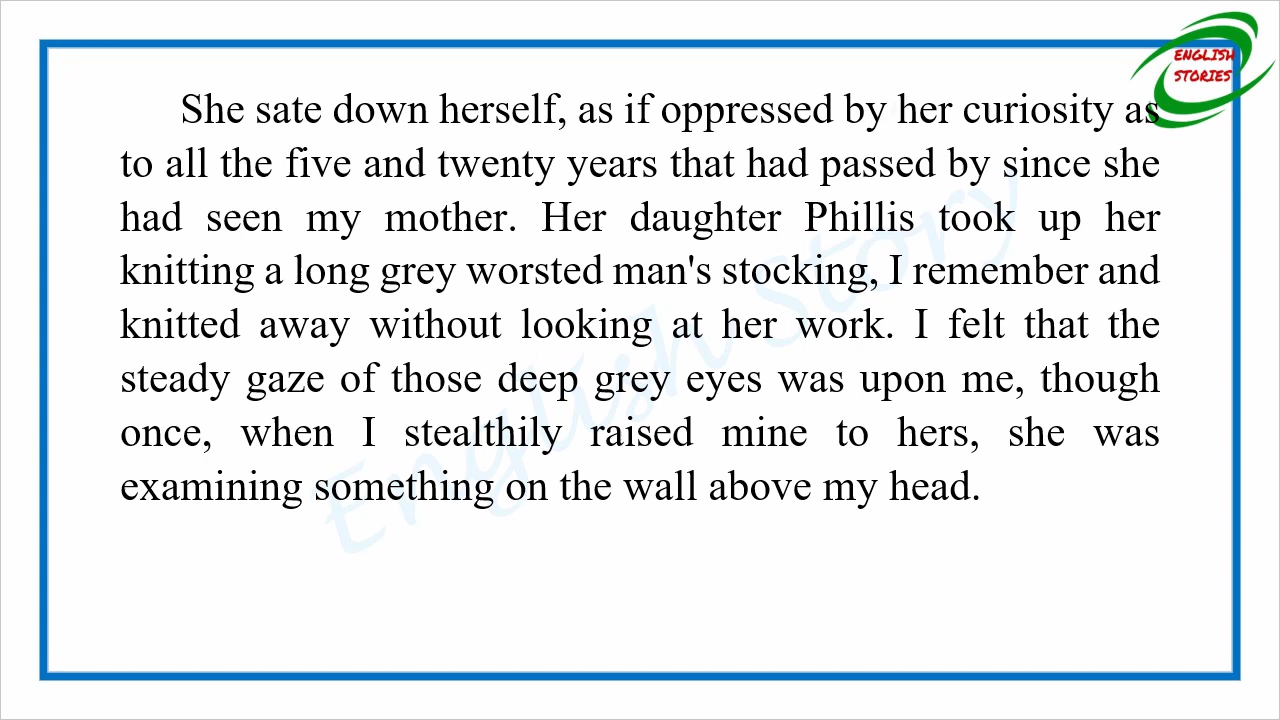 ENGLISH
STORIES
She sate down herself, as if oppressed by her curiosity as
to all the five and twenty years that had passed by since she
had seen my mother. Her daughter Phillis took up her
knitting a long grey worsted man's stocking, I remember and
knitted away without looking at her work. I felt that the
steady gaze of those deep grey eyes was upon me, though
once, when I stealthily raised mine to hers, she was
examining something on the wall above my head.
English Story